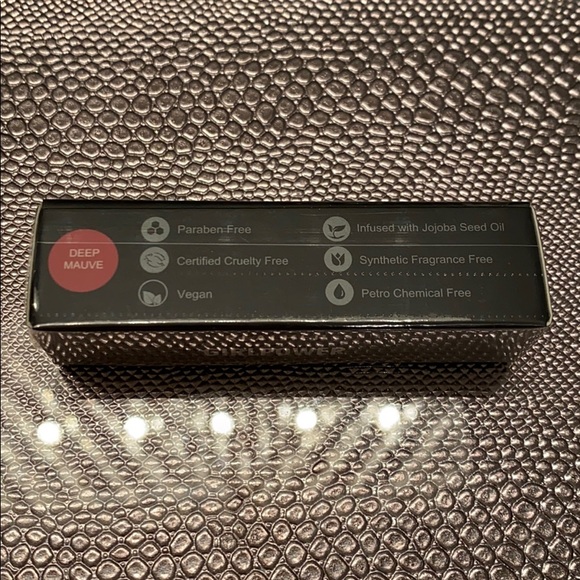 DEEP
MAUVE
Paraben Free
Certified Cruelty Free
Vegan
Infused with Jojoba Seed Oil
Synthetic Fragrance Free
Petro Chemical Free
GIRLPOWER